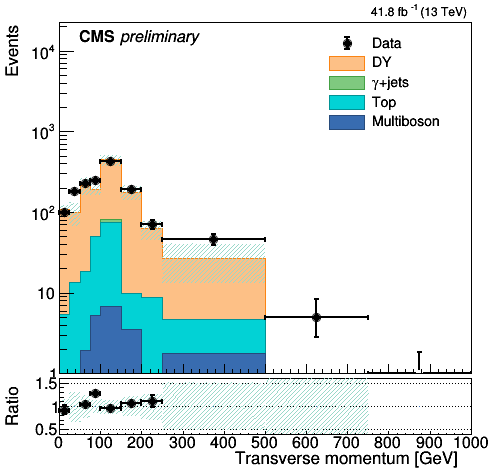 41.8 fb⁻¹ (13 TeV)
CMS preliminary
Events
Data
DY
γ+jets
Top
Multiboson
10⁴
10³
10²
10
1
Ratio
1.5
1
0.5
0 100 200 300 400 500 600 700 800 900 1000
Transverse momentum [GeV]